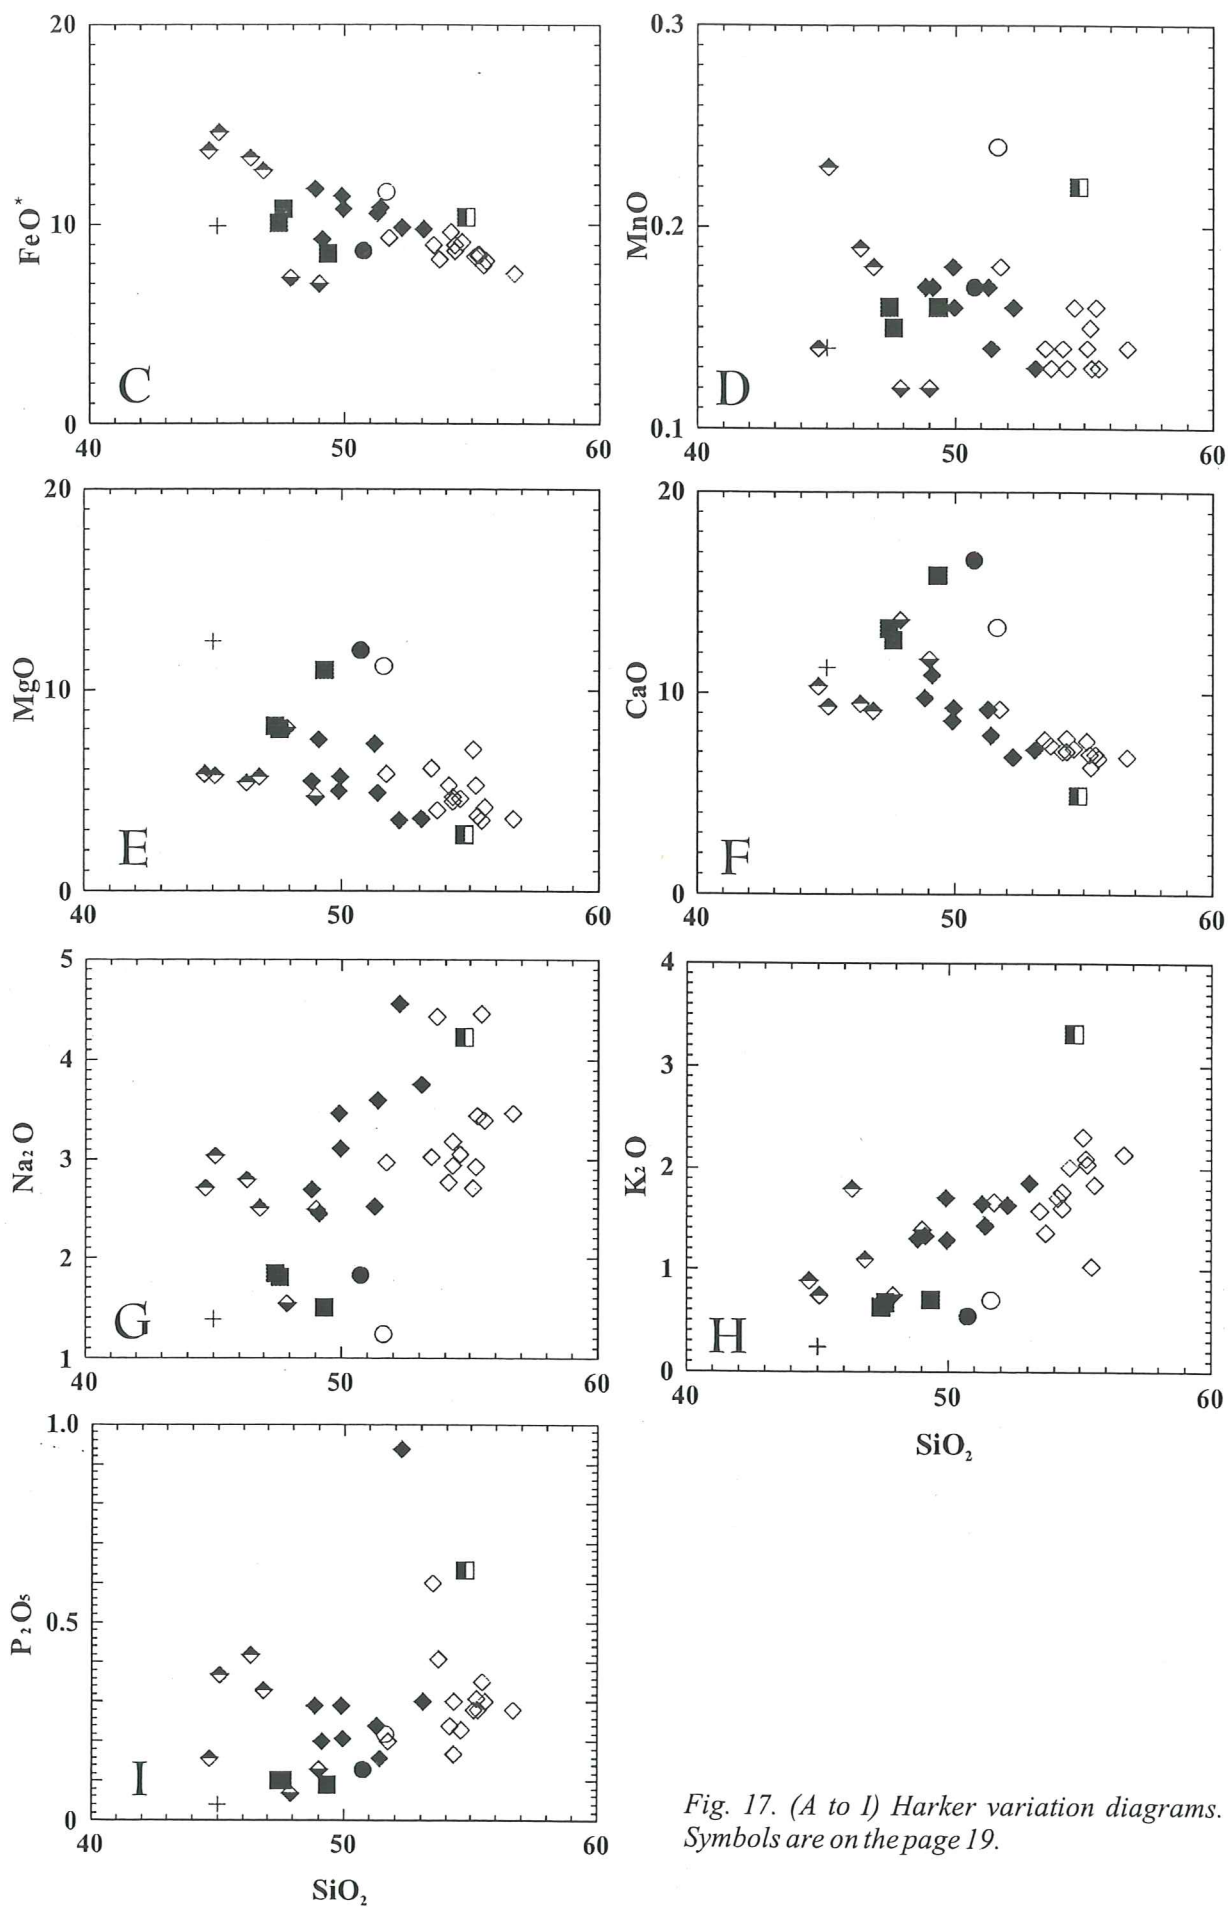 20
10
0
FeO*
C
40
50
60
0.3
0.2
0.1
MnO
D
40
50
60
20
10
0
MgO
E
40
50
60
20
10
0
CaO
F
40
50
60
5
4
3
2
1
Na₂O
G
40
50
60
4
3
2
1
0
K₂O
H
40
50
60
SiO₂
1.0
0.5
0
P₂O₅
I
40
50
60
SiO₂
Fig. 17. (A to I) Harker variation diagrams.
Symbols are on the page 19.